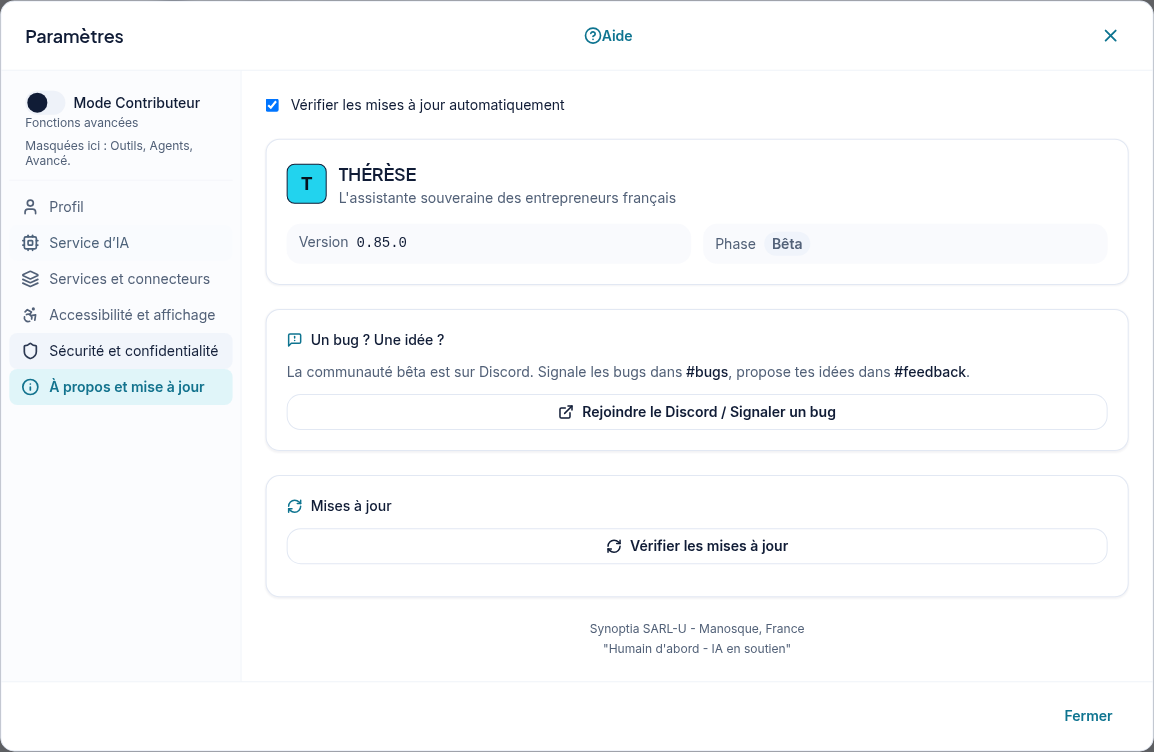 Paramètres
Aide
Mode Contributeur
Fonctions avancées
Masquées ici : Outils, Agents,
Avancé.
Profil
Service d’IA
Services et connecteurs
Accessibilité et affichage
Sécurité et confidentialité
À propos et mise à jour
Vérifier les mises à jour automatiquement
T
THÉRÈSE
L'assistante souveraine des entrepreneurs français
Version 0.85.0
Phase Bêta
Un bug ? Une idée ?
La communauté bêta est sur Discord. Signale les bugs dans #bugs, propose tes idées dans #feedback.
Rejoindre le Discord / Signaler un bug
Mises à jour
Vérifier les mises à jour
Synoptia SARL-U - Manosque, France
"Humain d'abord - IA en soutien"
Fermer